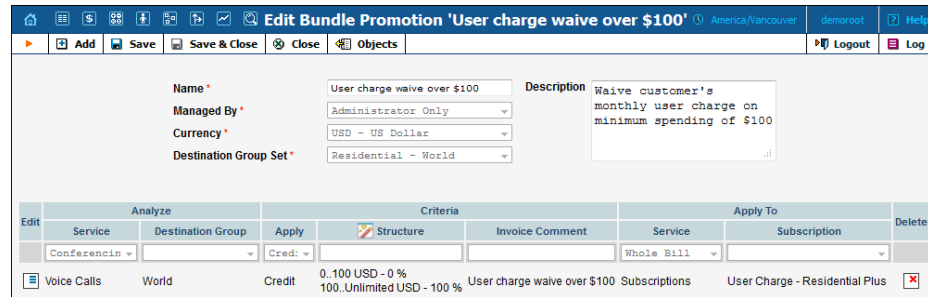 Edit Bundle Promotion 'User charge waive over $100' America/Vancouver demoroot ? Help
Add Save Save & Close Close Objects Logout Log
Name * User charge waive over $100 Description Waive customer's
monthly user charge on
minimum spending of $100
Managed By * Administrator Only
Currency * USD - US Dollar
Destination Group Set * Residential - World
Edit Analyze Criteria Apply To Delete
Service Destination Group Apply Structure Invoice Comment Service Subscription
Conferencin Cred: Whole Bill
Voice Calls World Credit 0..100 USD - 0 %
100..Unlimited USD - 100 % User charge waive over $100 Subscriptions User Charge - Residential Plus